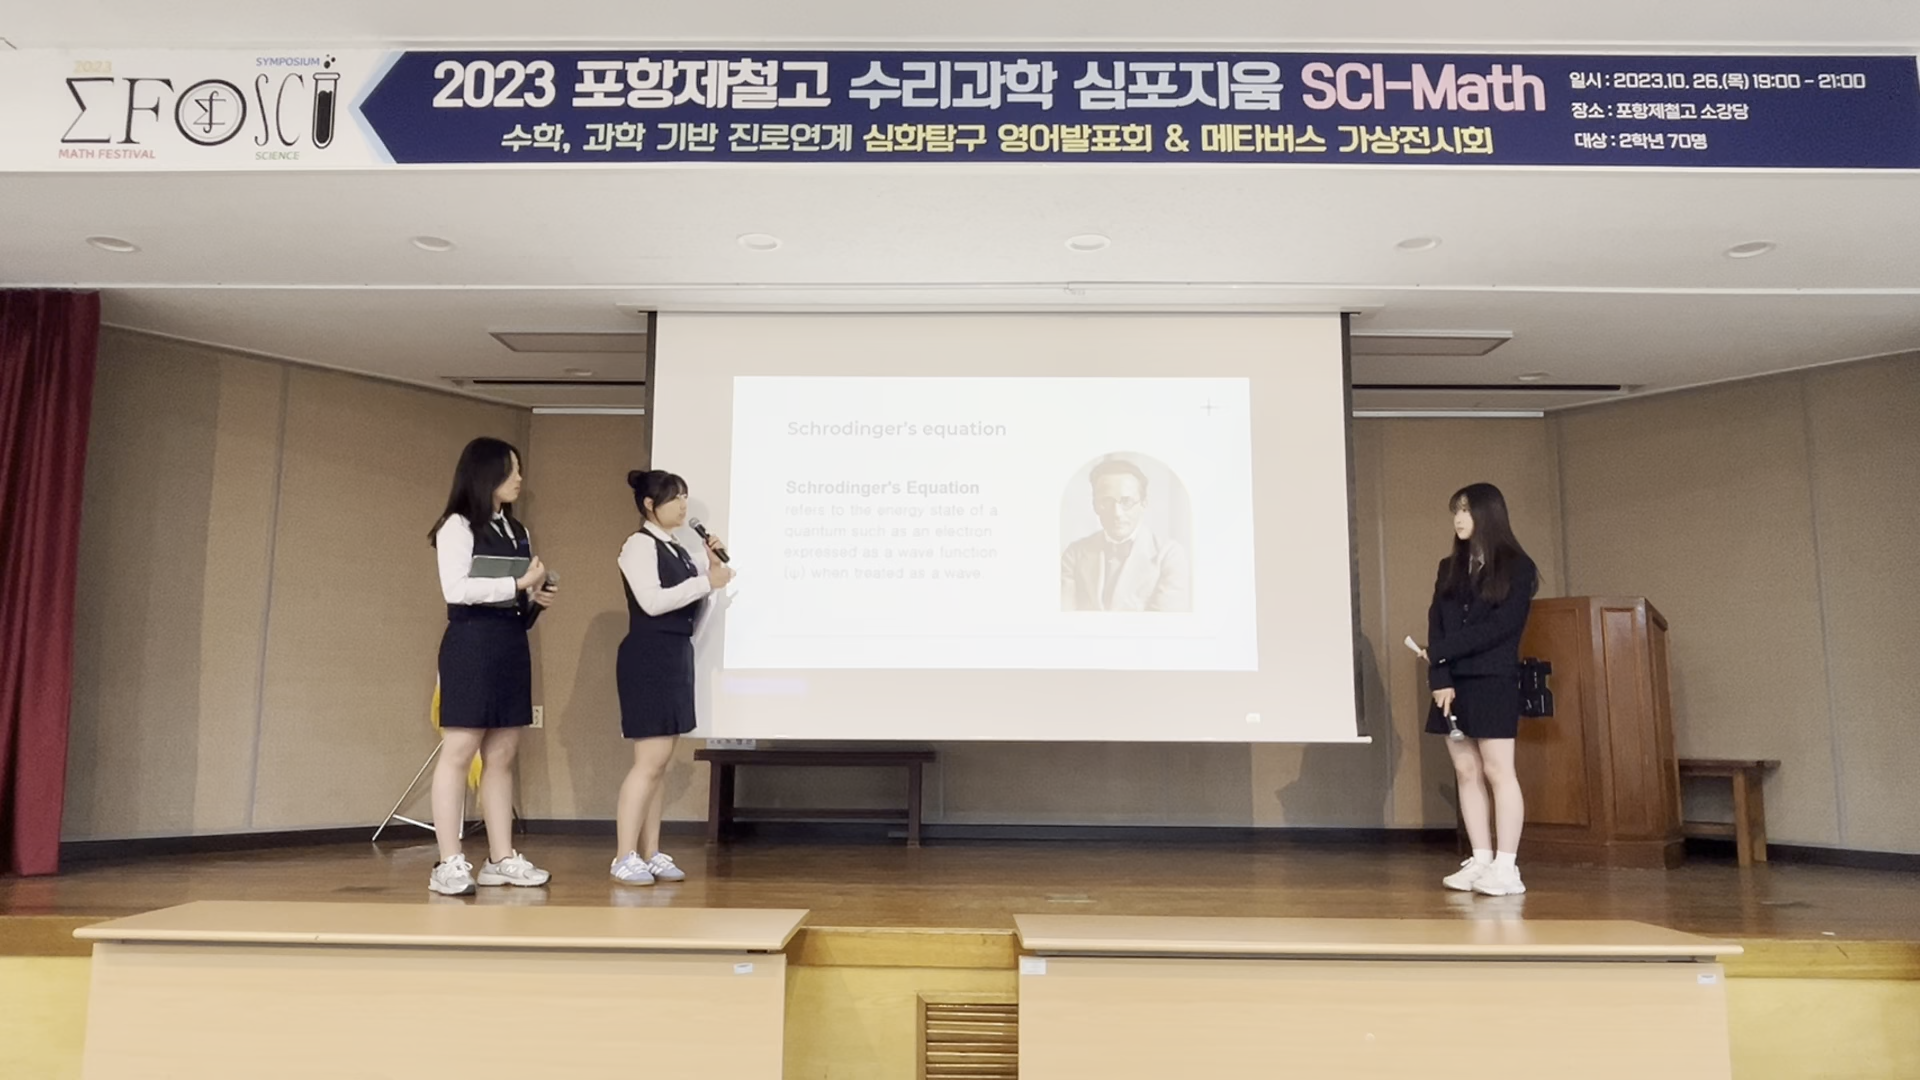 2023
SYMPOSIUM
ΣFOSCI
MATH FESTIVAL
SCIENCE
2023 포항제철고 수리과학 심포지움 SCI-Math
수학, 과학 기반 진로연계 심화탐구 영어발표회 & 메타버스 가상전시회
일시 : 2023.10. 26.(목) 19:00 - 21:00
장소 : 포항제철고 소강당
대상 : 2학년 70명
Schrodinger's equation
Schrodinger's Equation
refers to the energy state of a
quantum such as an electron
expressed as a wave function
(ψ) when treated as a wave